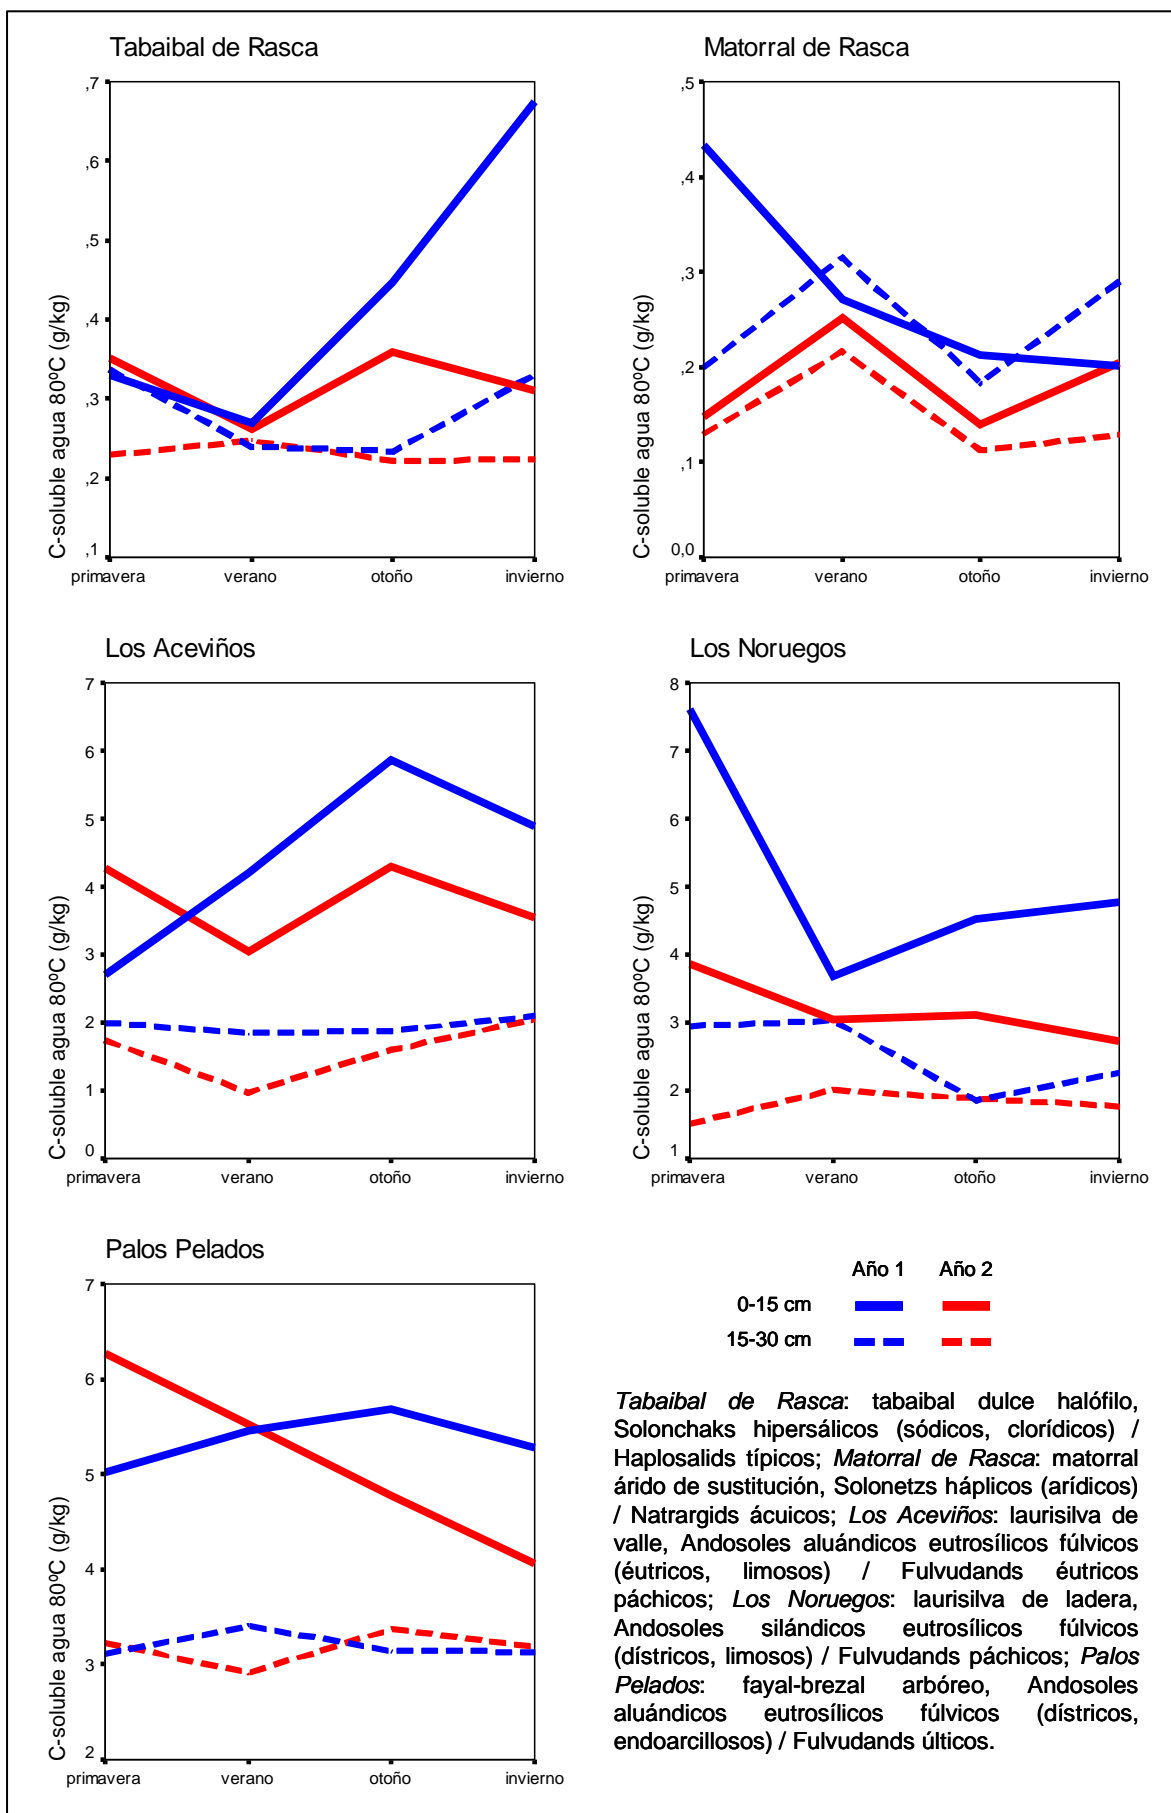 Tabaibal de Rasca
C-soluble agua 80ºC (g/kg)
,7
,6
,5
,4
,3
,2
,1
primavera verano otoño invierno
Matorral de Rasca
C-soluble agua 80ºC (g/kg)
,5
,4
,3
,2
,1
0,0
primavera verano otoño invierno
Los Aceviños
C-soluble agua 80ºC (g/kg)
7
6
5
4
3
2
1
0
primavera verano otoño invierno
Los Noruegos
C-soluble agua 80ºC (g/kg)
8
7
6
5
4
3
2
1
primavera verano otoño invierno
Palos Pelados
C-soluble agua 80ºC (g/kg)
7
6
5
4
3
2
primavera verano otoño invierno
Año 1 Año 2
0-15 cm
15-30 cm
Tabaibal de Rasca: tabaibal dulce halófilo,
Solonchaks hipersálicos (sódicos, clorídicos) /
Haplosalids típicos; Matorral de Rasca: matorral
árido de sustitución, Solonetzs háplicos (arídicos)
/ Natrargids ácuicos; Los Aceviños: laurisilva de
valle, Andosoles aluándicos eutrosílicos fúlvicos
(éutricos, limosos) / Fulvudands éutricos
páchicos; Los Noruegos: laurisilva de ladera,
Andosoles silándicos eutrosílicos fúlvicos
(dístricos, limosos) / Fulvudands páchicos; Palos
Pelados: fayal-brezal arbóreo, Andosoles
aluándicos eutrosílicos fúlvicos (dístricos,
endoarcillosos) / Fulvudands últicos.